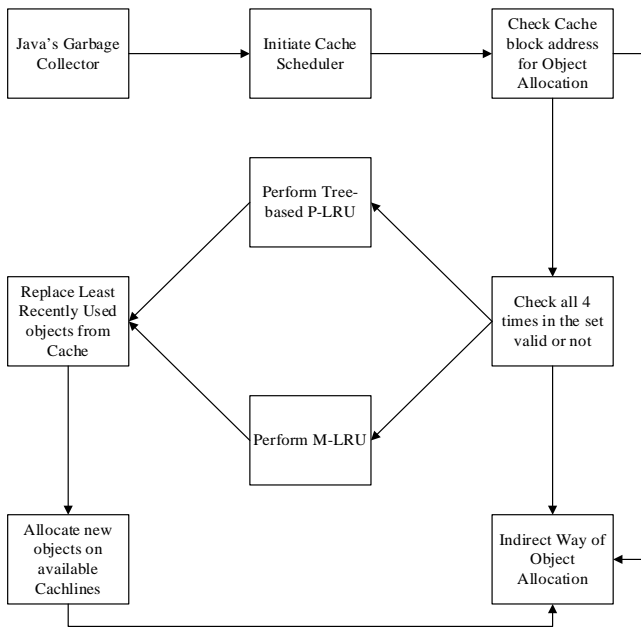 Java's Garbage
Collector
Initiate Cache
Scheduler
Check Cache
block address
for Object
Allocation
Perform Tree-
based P-LRU
Replace Least
Recently Used
objects from
Cache
Check all 4
times in the set
valid or not
Perform M-LRU
Allocate new
objects on
available
Cachlines
Indirect Way of
Object
Allocation